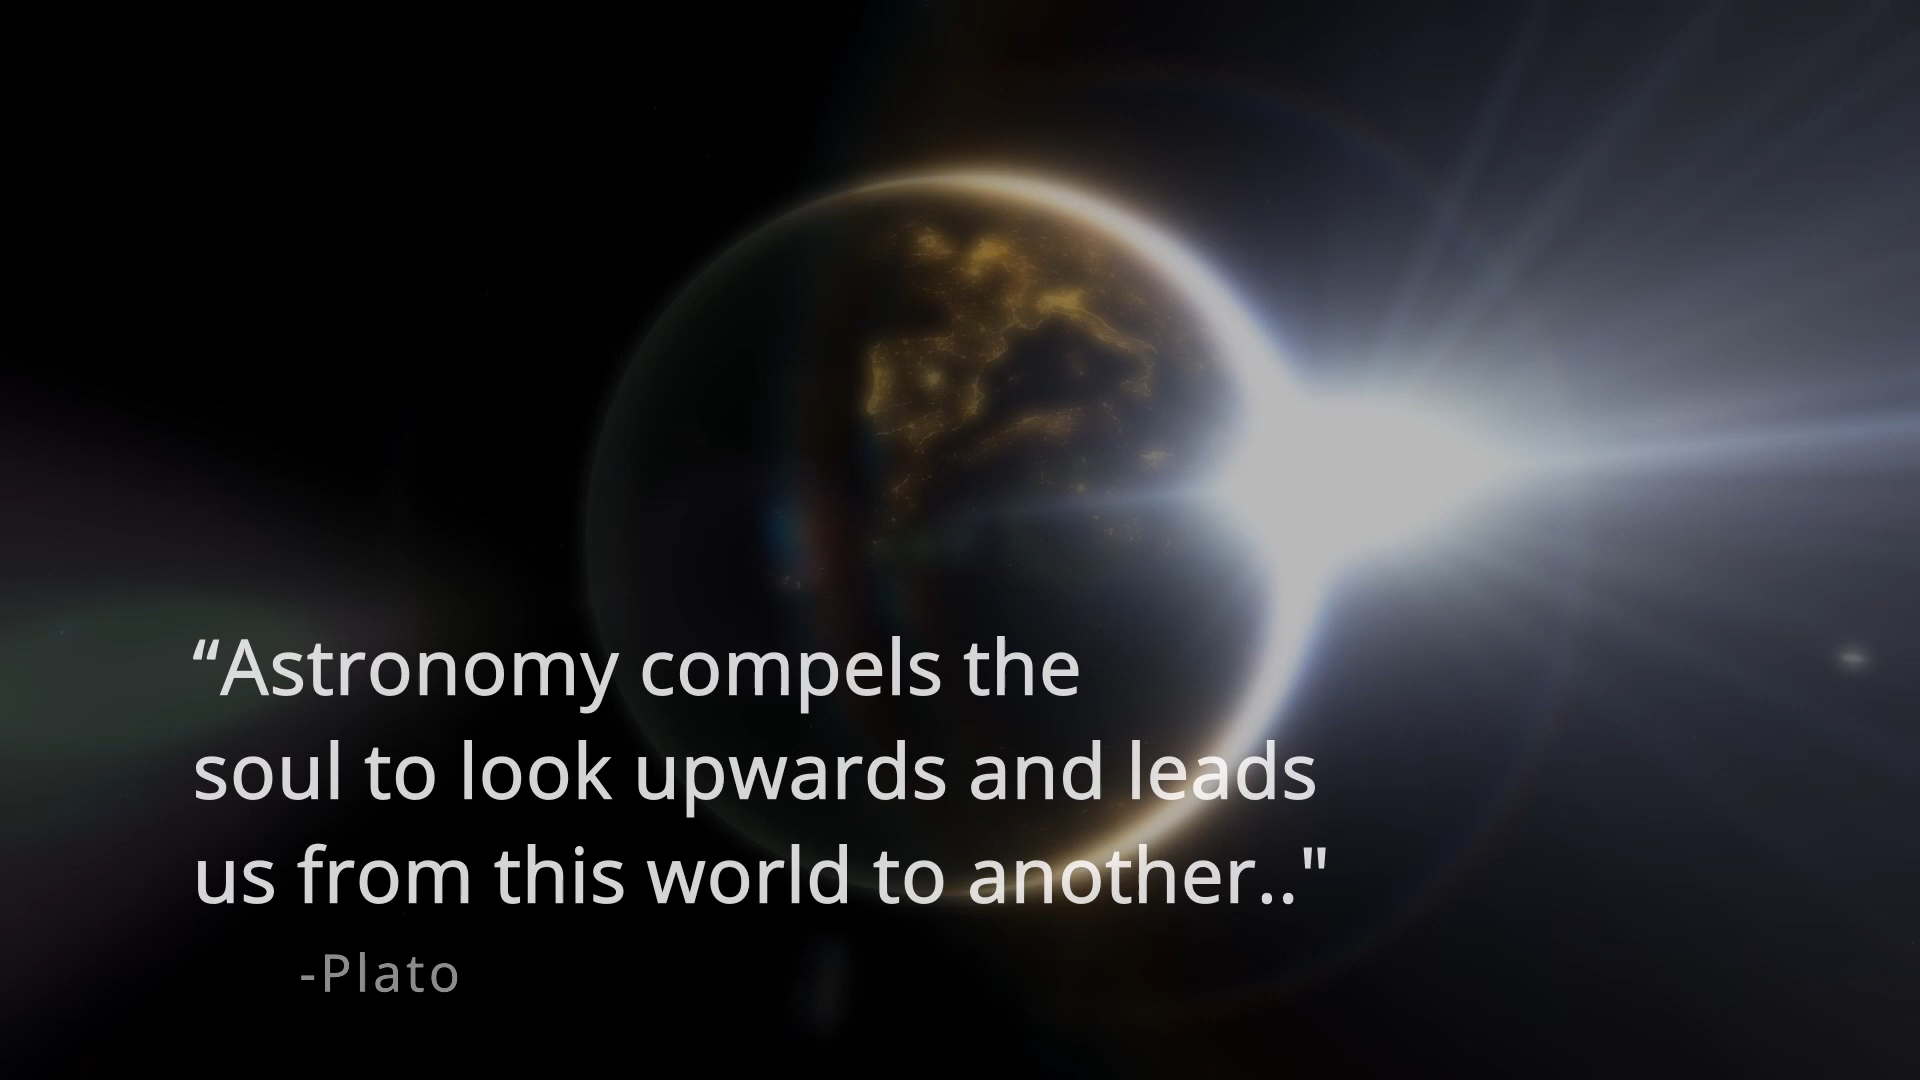 “Astronomy compels the
soul to look upwards and leads
us from this world to another.."
-Plato